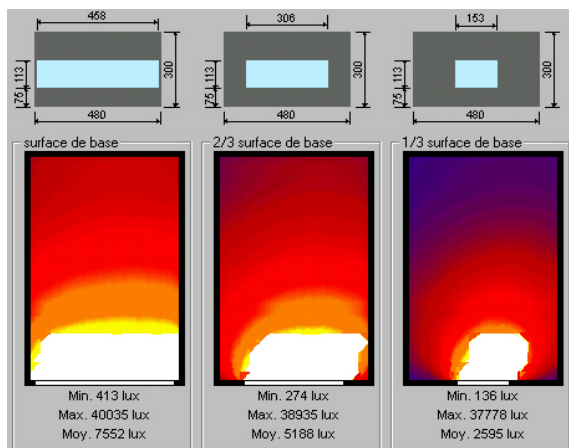 458
113
75
300
480
306
113
75
300
480
153
113
75
300
480
surface de base
2/3 surface de base
1/3 surface de base
Min. 413 lux
Max. 40035 lux
Moy. 7552 lux
Min. 274 lux
Max. 38935 lux
Moy. 5188 lux
Min. 136 lux
Max. 37778 lux
Moy. 2595 lux